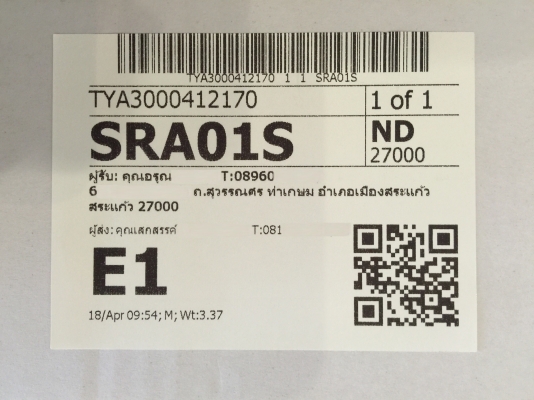 TYA3000412170 1 1 SRA01S
TYA3000412170 1 of 1
SRA01S ND
27000
ผู้รับ: คุณอรุณ T:08960
6 ถ.สุวรรณศร ท่าเกษม อำเภอเมืองสระแก้ว
สระแก้ว 27000
ผู้ส่ง: คุณเสกสรรค์ T:081
E1
18/Apr 09:54; M; Wt:3.37